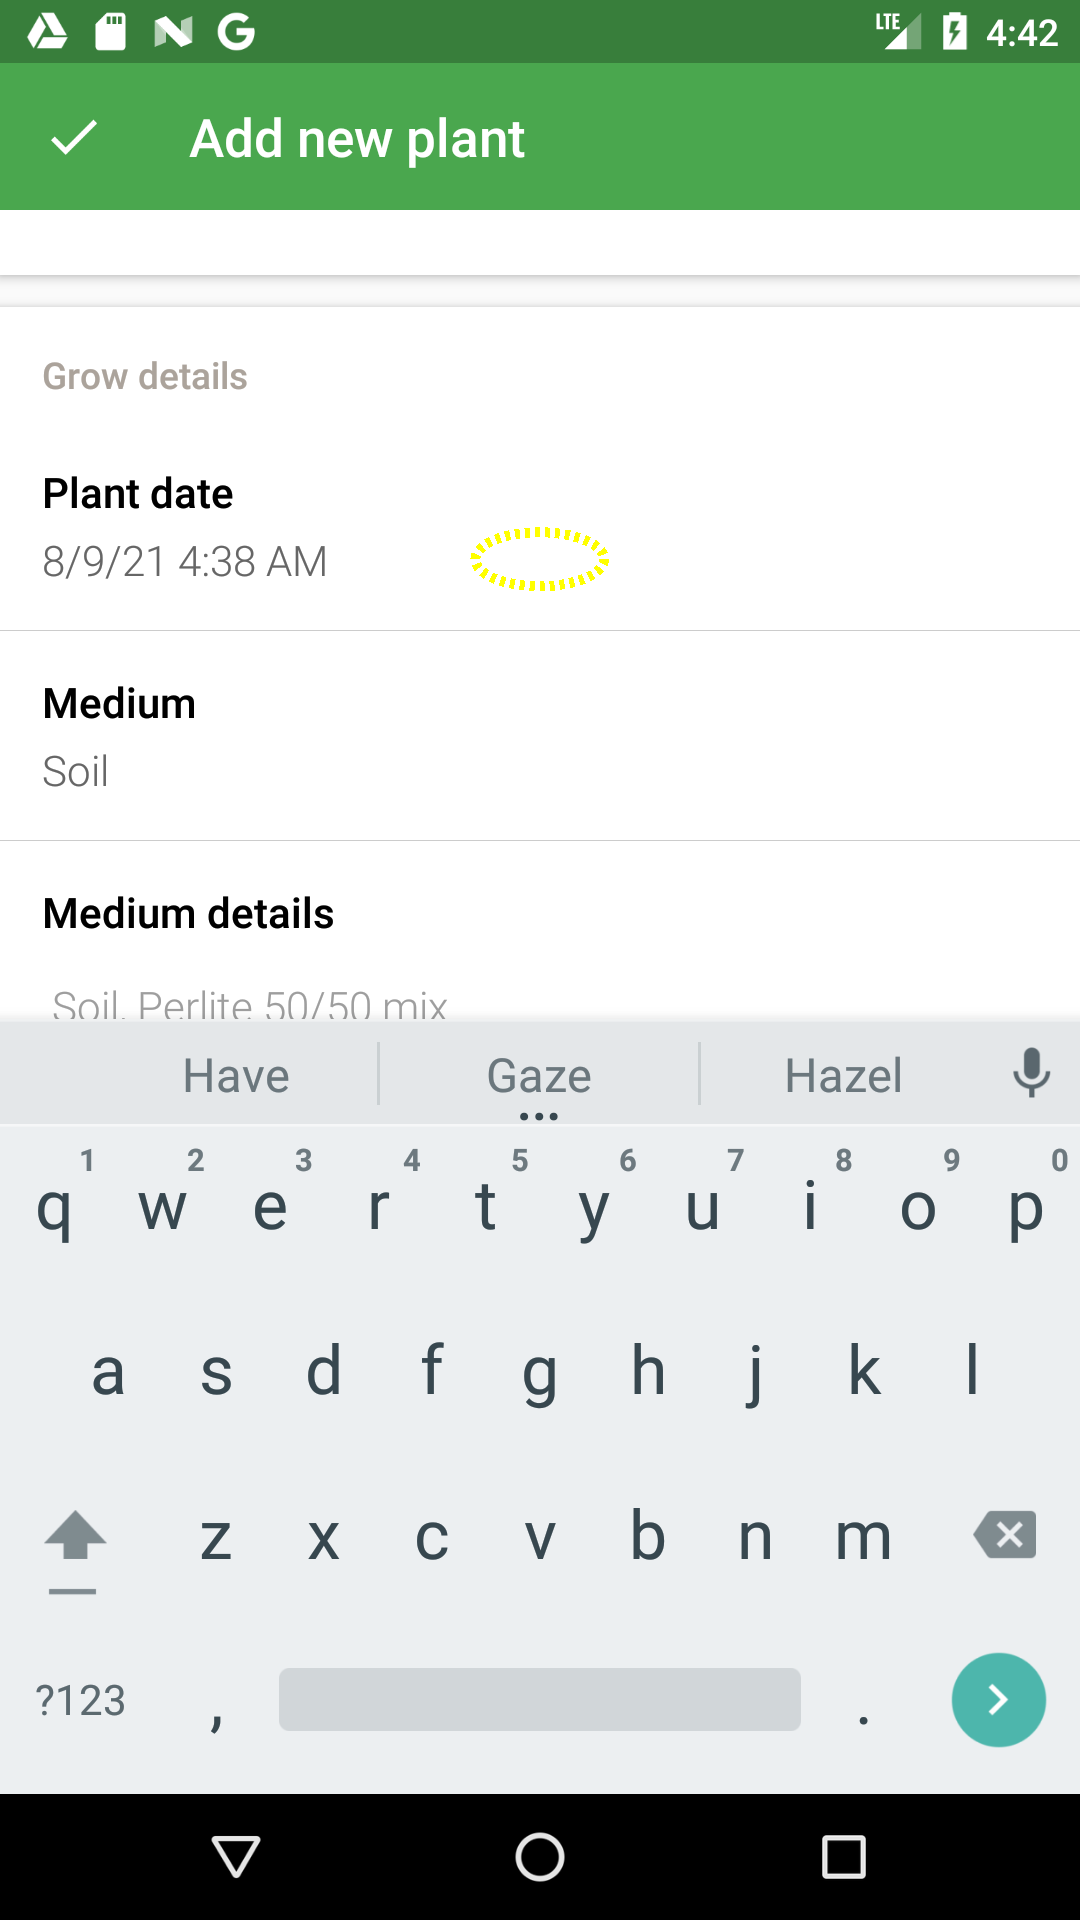 LTE 4:42
Add new plant
Grow details
Plant date
8/9/21 4:38 AM
Medium
Soil
Medium details
Soil, Perlite 50/50 mix
Have Gaze Hazel
1 2 3 4 5 6 7 8 9 0
q w e r t y u i o p
a s d f g h j k l
z x c v b n m
?123 , .